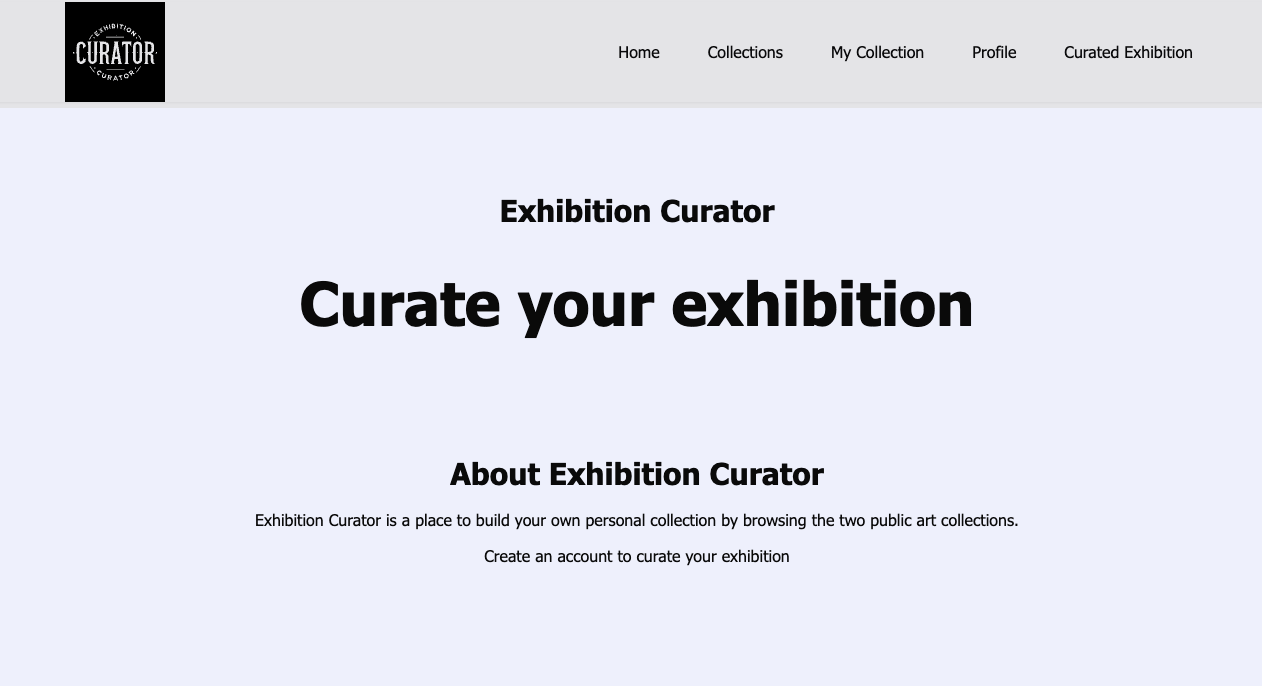 EXHIBITION
CURATOR
CURATOR
Home Collections My Collection Profile Curated Exhibition
Exhibition Curator
Curate your exhibition
About Exhibition Curator
Exhibition Curator is a place to build your own personal collection by browsing the two public art collections.
Create an account to curate your exhibition